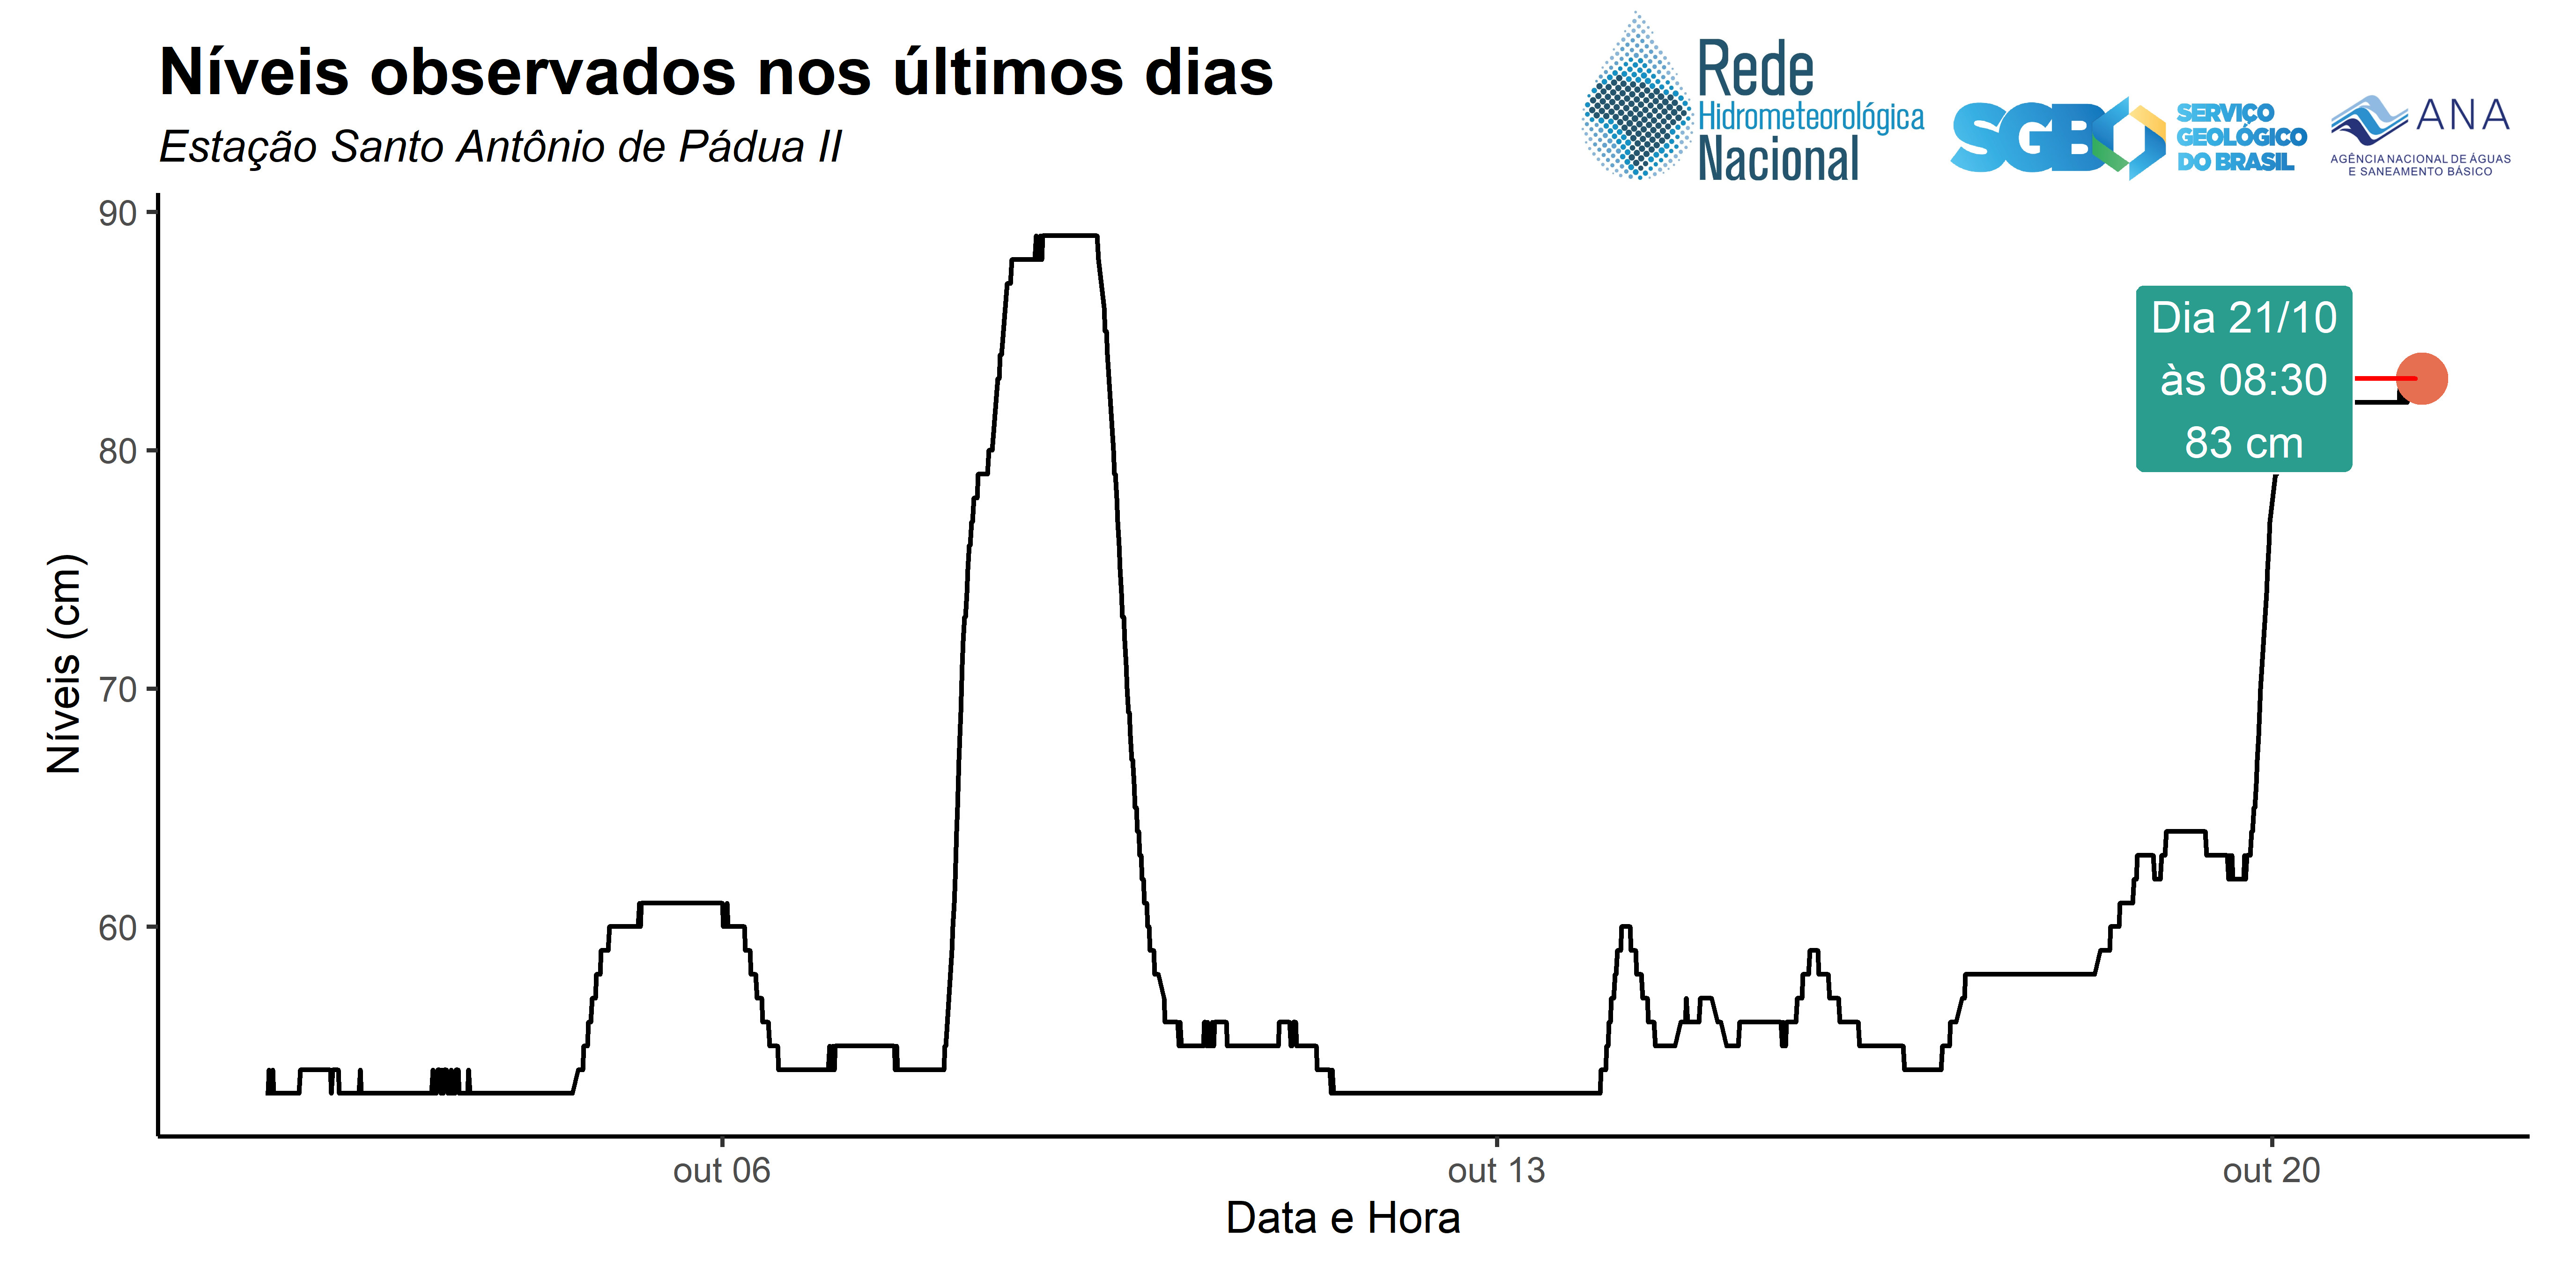 Níveis observados nos últimos dias
Estação Santo Antônio de Pádua II
Rede
Hidrometeorológica
Nacional
SGB
SERVIÇO
GEOLÓGICO
DO BRASIL
ANA
AGÊNCIA NACIONAL DE ÁGUAS
E SANEAMENTO BÁSICO
90
80
70
60
Níveis (cm)
Dia 21/10
às 08:30
83 cm
out 06
out 13
out 20
Data e Hora